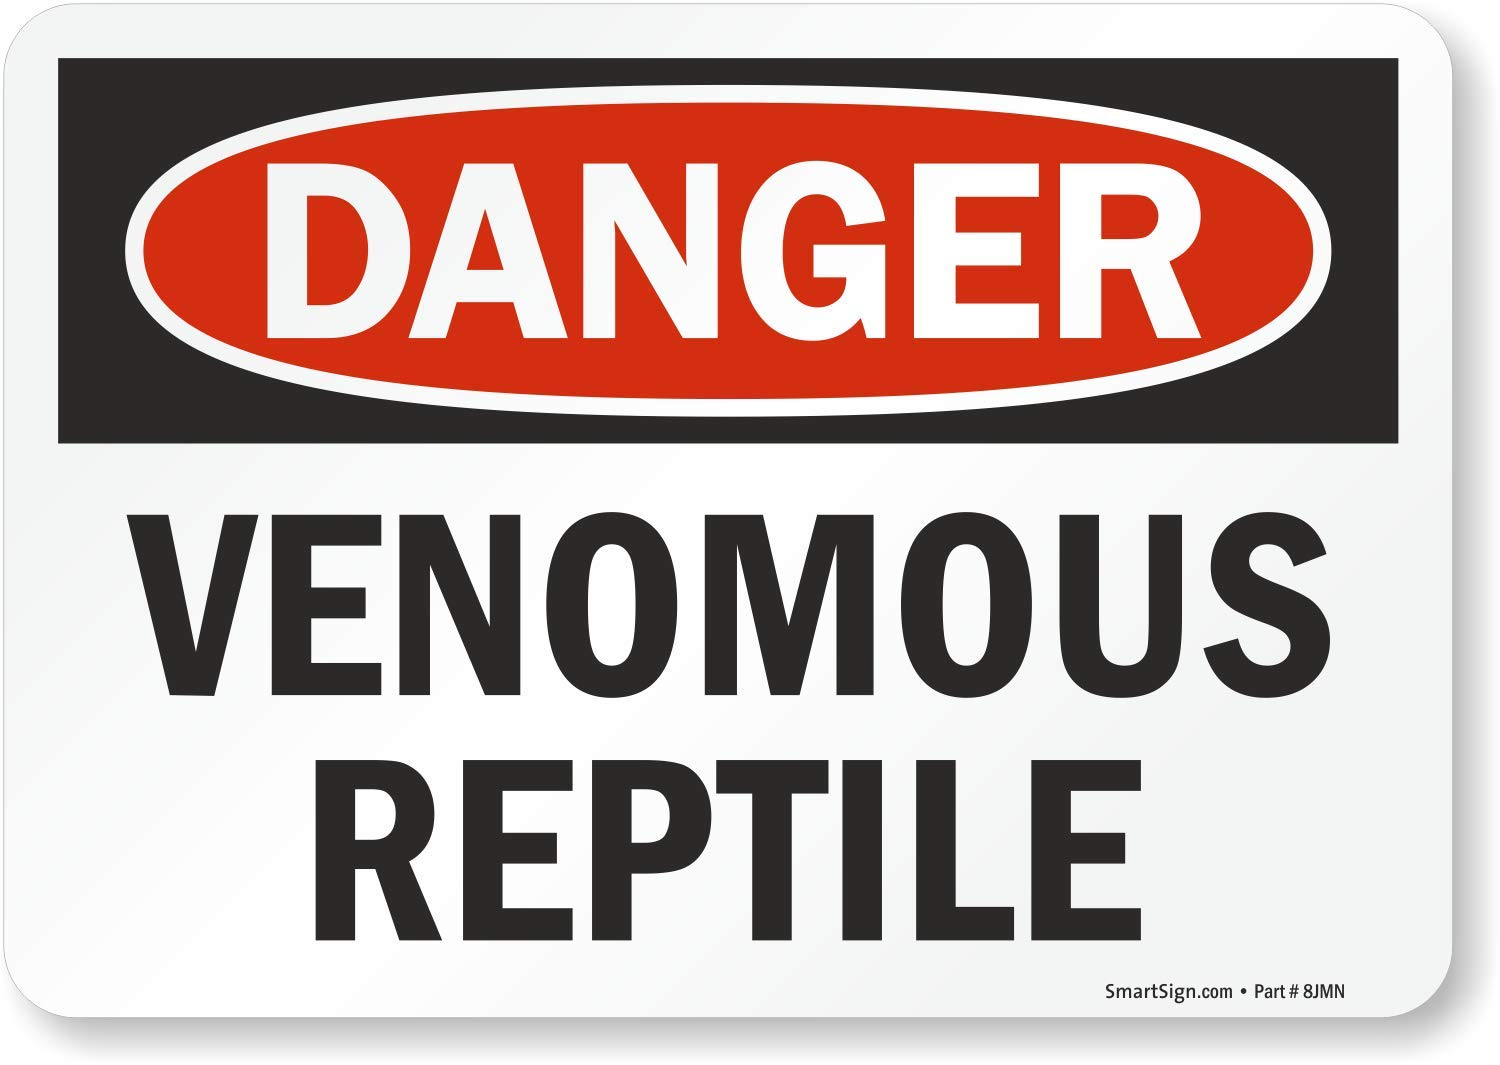 DANGER
VENOMOUS
REPTILE
SmartSign.com • Part # 8JMN